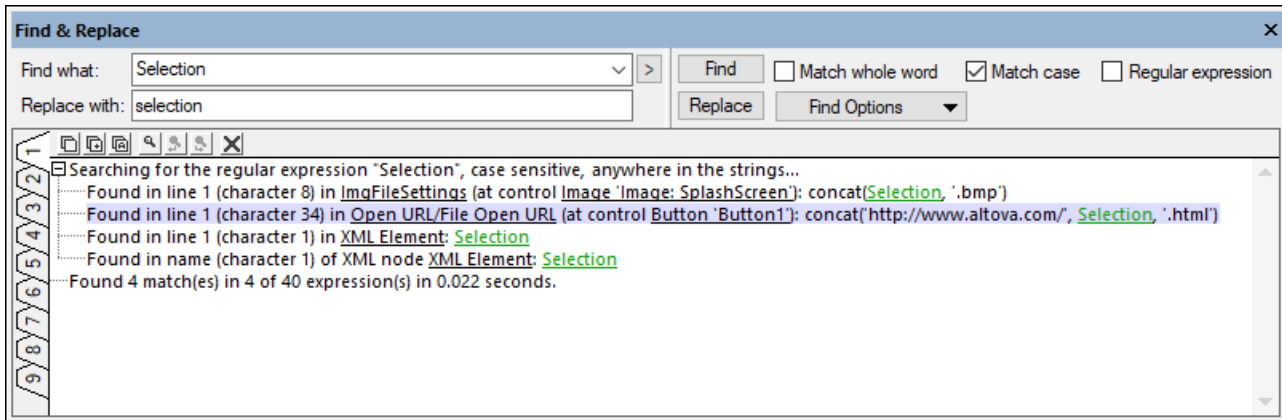 Find & Replace
Find what: Selection > Find Match whole word Match case Regular expression
Replace with: selection Replace Find Options
Searching for the regular expression "Selection", case sensitive, anywhere in the strings...
Found in line 1 (character 8) in ImgFileSettings (at control Image 'Image: SplashScreen'): concat(Selection, '.bmp')
Found in line 1 (character 34) in Open URL/File Open URL (at control Button 'Button1'): concat('http://www.altova.com/', Selection, '.html')
Found in line 1 (character 1) in XML Element: Selection
Found in name (character 1) of XML node XML Element: Selection
Found 4 match(es) in 4 of 40 expression(s) in 0.022 seconds.
1
2
3
4
5
6
7
8
9